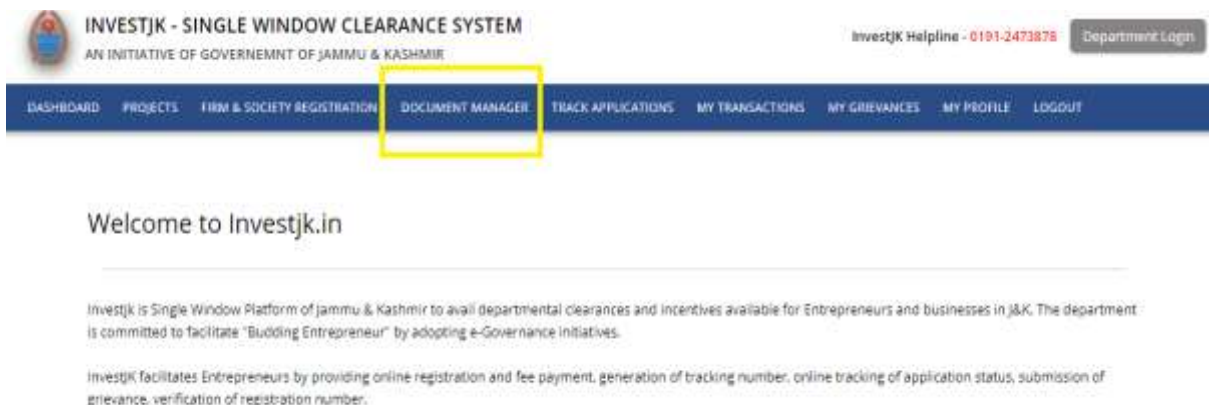 INVESTJK - SINGLE WINDOW CLEARANCE SYSTEM
AN INITIATIVE OF GOVERNEMNT OF JAMMU & KASHMIR
InvestJK Helpline - 0191-2473878
Department Login
DASHBOARD PROJECTS FIRM & SOCIETY REGISTRATION DOCUMENT MANAGER TRACK APPLICATIONS MY TRANSACTIONS MY GRIEVANCES MY PROFILE LOGOUT
Welcome to Investjk.in
Investjk is Single Window Platform of Jammu & Kashmir to avail departmental clearances and incentives available for Entrepreneurs and businesses in J&K. The department
is committed to facilitate "Budding Entrepreneur" by adopting e-Governance initiatives.
InvestJK facilitates Entrepreneurs by providing online registration and fee payment, generation of tracking number, online tracking of application status, submission of
grievance, verification of registration number.